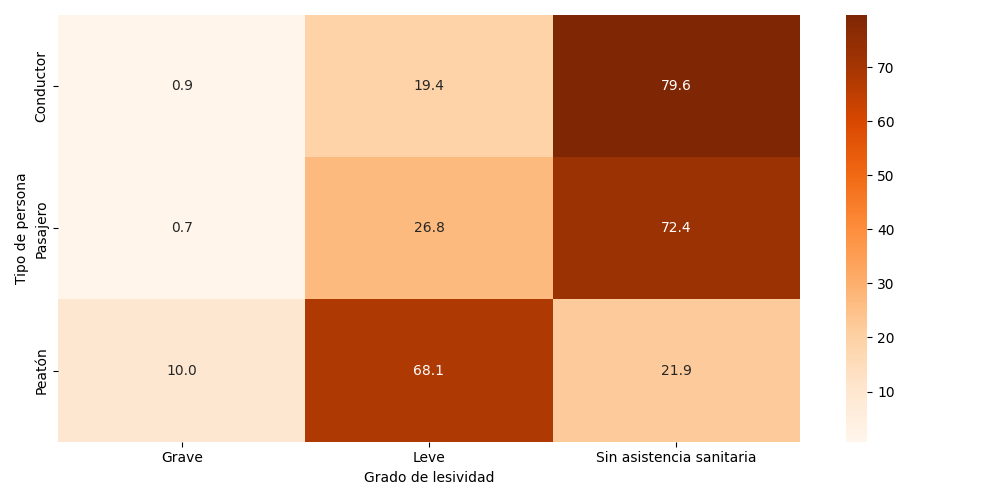 Tipo de persona
Conductor
0.9 19.4 79.6
Pasajero
0.7 26.8 72.4
Peatón
10.0 68.1 21.9
Grave Leve Sin asistencia sanitaria
Grado de lesividad
70
60
50
40
30
20
10